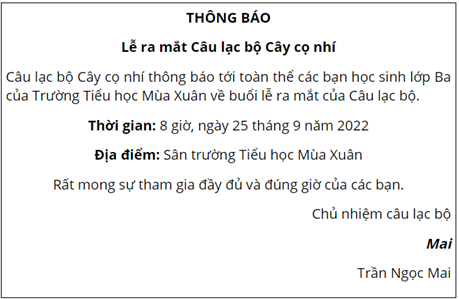 THÔNG BÁO
Lễ ra mắt Câu lạc bộ Cây cọ nhí
Câu lạc bộ Cây cọ nhí thông báo tới toàn thể các bạn học sinh lớp Ba
của Trường Tiểu học Mùa Xuân về buổi lễ ra mắt của Câu lạc bộ.
Thời gian: 8 giờ, ngày 25 tháng 9 năm 2022
Địa điểm: Sân trường Tiểu học Mùa Xuân
Rất mong sự tham gia đầy đủ và đúng giờ của các bạn.
Chủ nhiệm câu lạc bộ
Mai
Trần Ngọc Mai